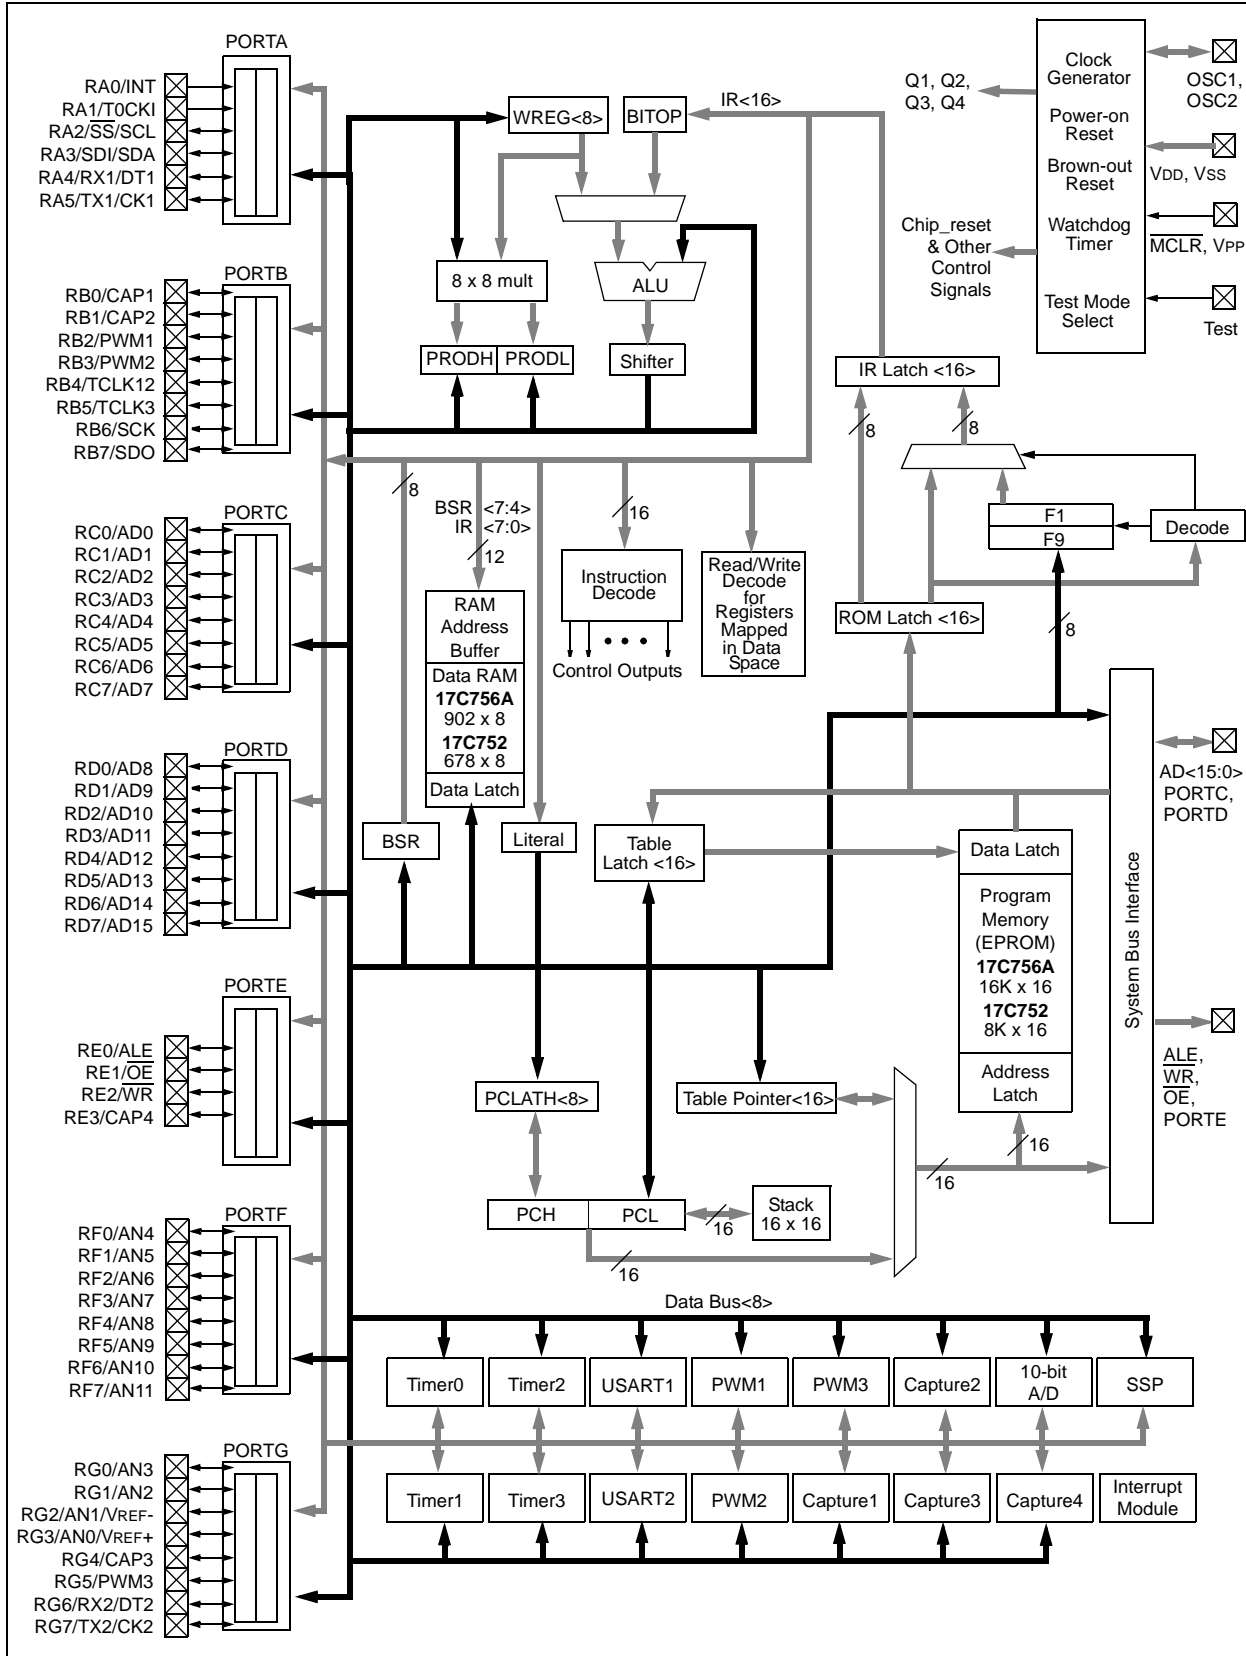 PORTA
RA0/INT
RA1/T0CKI
RA2/SS/SCL
RA3/SDI/SDA
RA4/RX1/DT1
RA5/TX1/CK1
PORTB
RB0/CAP1
RB1/CAP2
RB2/PWM1
RB3/PWM2
RB4/TCLK12
RB5/TCLK3
RB6/SCK
RB7/SDO
PORTC
RC0/AD0
RC1/AD1
RC2/AD2
RC3/AD3
RC4/AD4
RC5/AD5
RC6/AD6
RC7/AD7
PORTD
RD0/AD8
RD1/AD9
RD2/AD10
RD3/AD11
RD4/AD12
RD5/AD13
RD6/AD14
RD7/AD15
PORTE
RE0/ALE
RE1/OE
RE2/WR
RE3/CAP4
PORTF
RF0/AN4
RF1/AN5
RF2/AN6
RF3/AN7
RF4/AN8
RF5/AN9
RF6/AN10
RF7/AN11
PORTG
RG0/AN3
RG1/AN2
RG2/AN1/VREF-
RG3/AN0/VREF+
RG4/CAP3
RG5/PWM3
RG6/RX2/DT2
RG7/TX2/CK2
WREG<8>
BITOP
IR<16>
8 x 8 mult
ALU
PRODH
PRODL
Shifter
Q1, Q2,
Q3, Q4
Chip_reset
& Other
Control
Signals
Clock
Generator
Power-on
Reset
Brown-out
Reset
Watchdog
Timer
Test Mode
Select
OSC1,
OSC2
VDD, VSS
MCLR, VPP
Test
IR Latch <16>
8
8
F1
F9
Decode
ROM Latch <16>
8
8
BSR <7:4>
IR <7:0>
12
16
RAM
Address
Buffer
Data RAM
17C756A
902 x 8
17C752
678 x 8
Data Latch
Instruction
Decode
Control Outputs
Read/Write
Decode
for
Registers
Mapped
in Data
Space
BSR
Literal
Table
Latch <16>
Data Latch
Program
Memory
(EPROM)
17C756A
16K x 16
17C752
8K x 16
Address
Latch
System Bus Interface
AD<15:0>
PORTC,
PORTD
ALE,
WR,
OE,
PORTE
PCLATH<8>
Table Pointer<16>
16
16
PCH
PCL
16
Stack
16 x 16
16
Data Bus<8>
Timer0
Timer2
USART1
PWM1
PWM3
Capture2
10-bit
A/D
SSP
Timer1
Timer3
USART2
PWM2
Capture1
Capture3
Capture4
Interrupt
Module